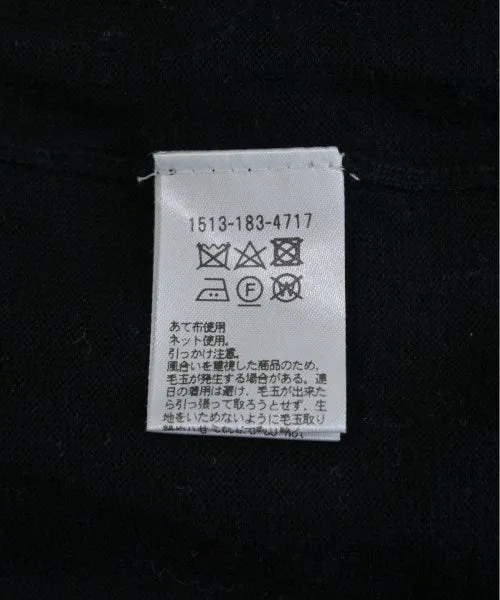 1513-183-4717
F W
あて布使用
ネット使用。
引っかけ注意。
風合いを重視した商品のため、
毛玉が発生する場合がある。連
日の着用は避け、毛玉が出来た
ら引っ張って取ろうとせず、生
地をいためないように毛玉取り